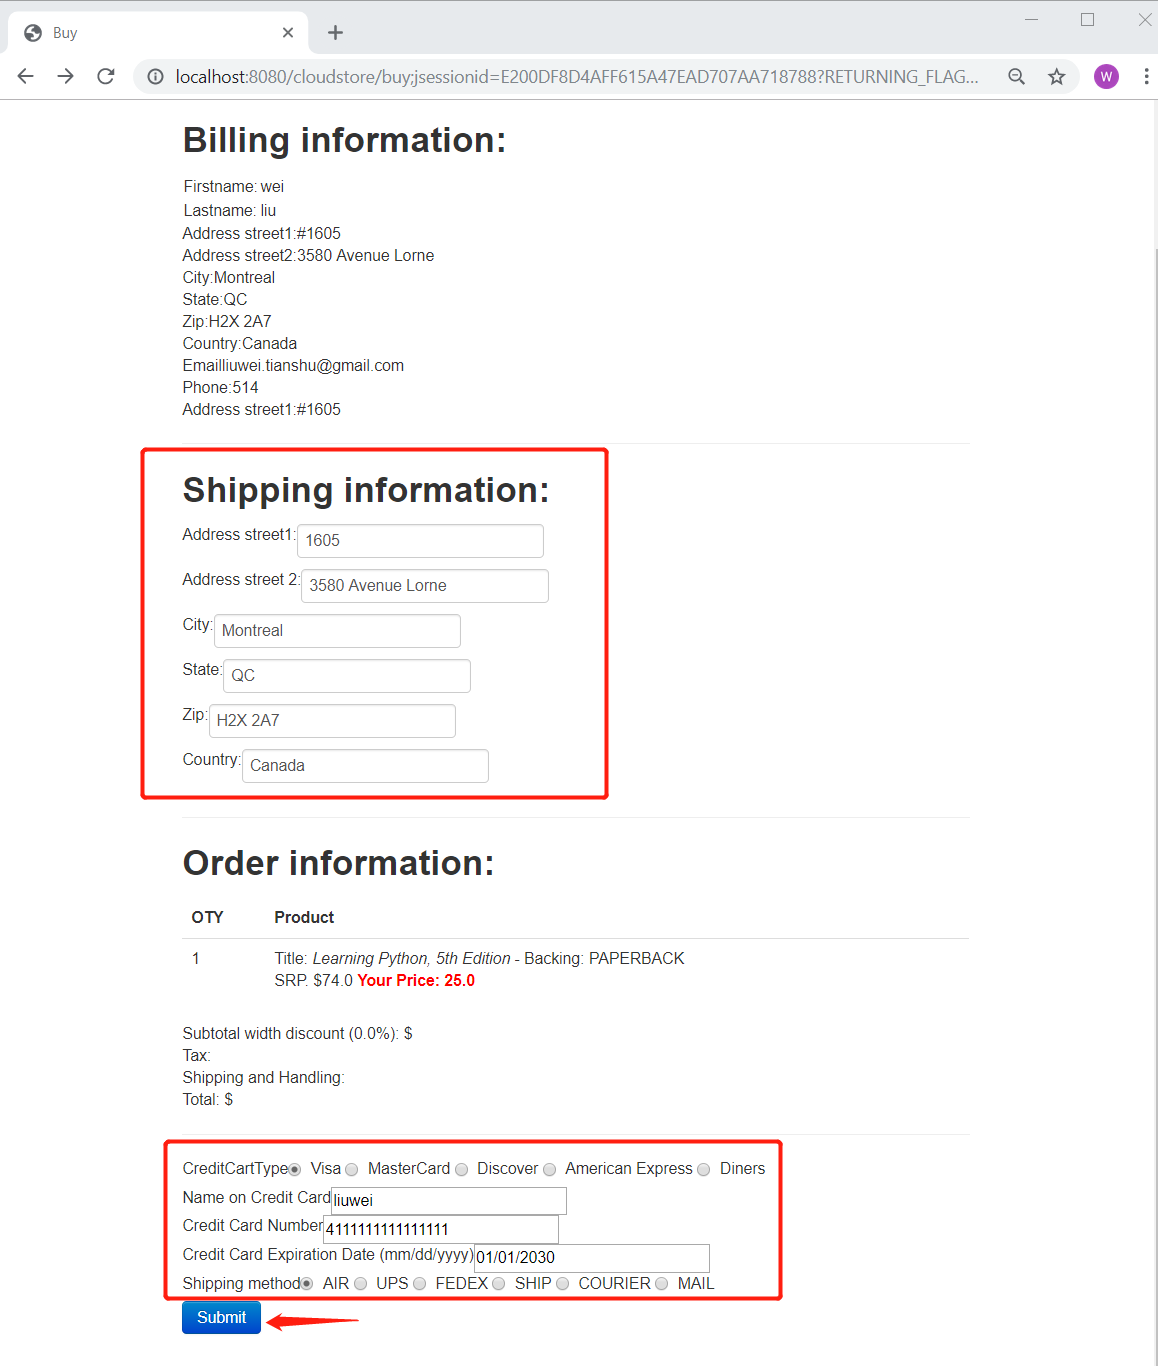 Buy
localhost:8080/cloudstore/buy;jsessionid=E200DF8D4AFF615A47EAD707AA718788?RETURNING_FLAG...
W
Billing information:
Firstname: wei
Lastname: liu
Address street1:#1605
Address street2:3580 Avenue Lorne
City:Montreal
State:QC
Zip:H2X 2A7
Country:Canada
Emailliuwei.tianshu@gmail.com
Phone:514
Address street1:#1605
Shipping information:
Address street1: 1605
Address street 2: 3580 Avenue Lorne
City: Montreal
State: QC
Zip: H2X 2A7
Country: Canada
Order information:
QTY Product
1 Title: Learning Python, 5th Edition - Backing: PAPERBACK
SRP. $74.0 Your Price: 25.0
Subtotal width discount (0.0%): $
Tax:
Shipping and Handling:
Total: $
CreditCartType Visa MasterCard Discover American Express Diners
Name on Credit Card liuwei
Credit Card Number 4111111111111111
Credit Card Expiration Date (mm/dd/yyyy) 01/01/2030
Shipping method AIR UPS FEDEX SHIP COURIER MAIL
Submit